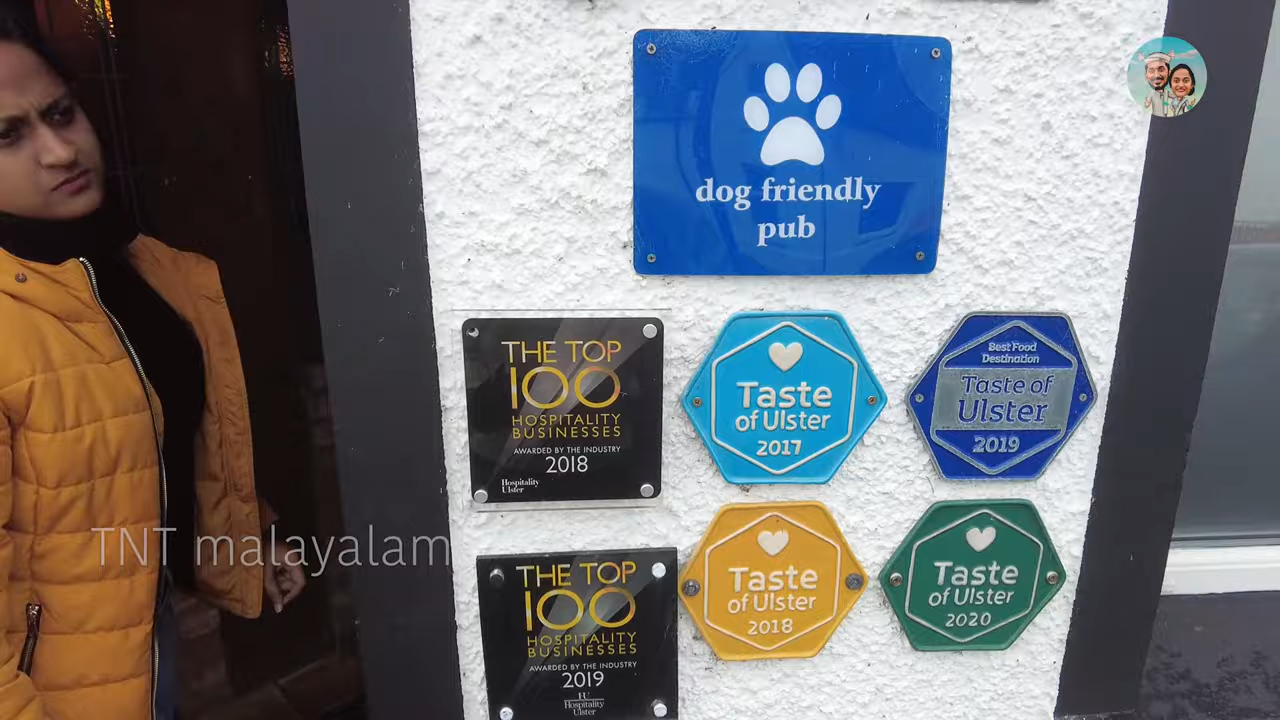 dog friendly
pub
THE TOP
100
HOSPITALITY
BUSINESSES
AWARDED BY THE INDUSTRY
2018
Hospitality
Ulster
Taste
of Ulster
2017
Best Food
Destination
Taste of
Ulster
2019
THE TOP
100
HOSPITALITY
BUSINESSES
AWARDED BY THE INDUSTRY
2019
HU
Hospitality
Ulster
Taste
of Ulster
2018
Taste
of Ulster
2020
TNT malayalam